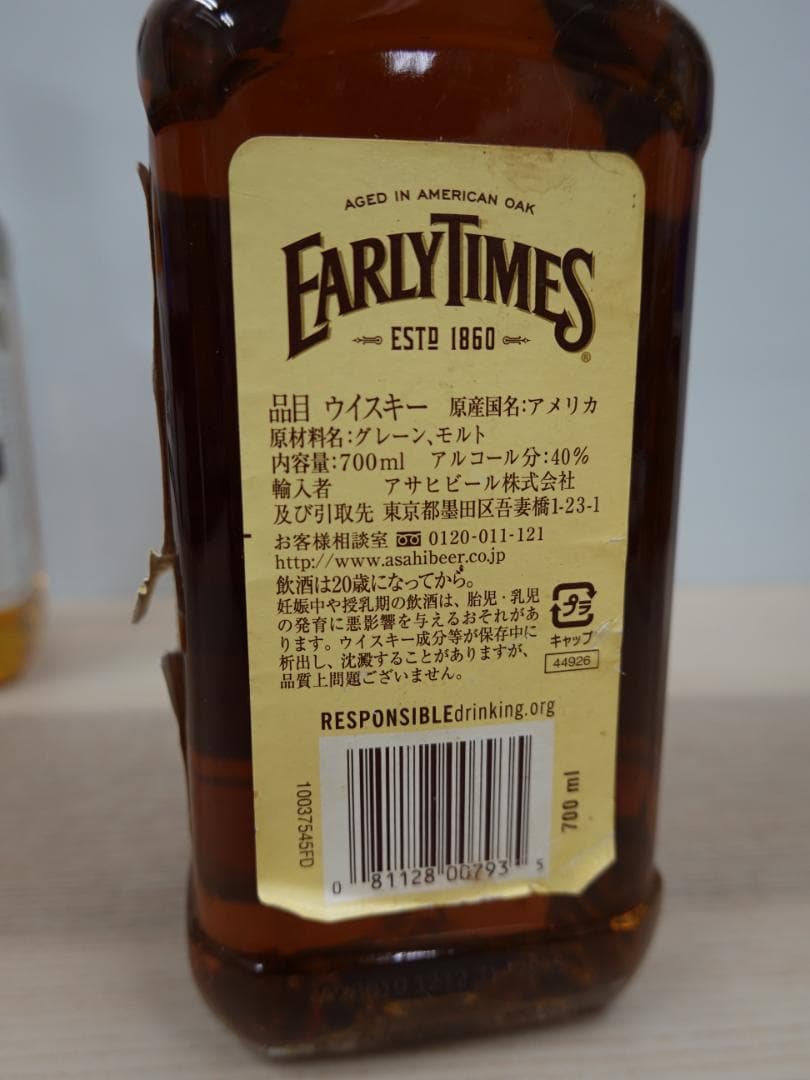 AGED IN AMERICAN OAK
EARLY TIMES
ESTD 1860
®
品目 ウイスキー 原産国名:アメリカ
原材料名:グレーン、モルト
内容量:700ml アルコール分:40%
輸入者 アサヒビール株式会社
及び引取先 東京都墨田区吾妻橋1-23-1
お客様相談室 0120-011-121
http://www.asahibeer.co.jp
飲酒は20歳になってから。
妊娠中や授乳期の飲酒は、胎児・乳児
の発育に悪影響を与えるおそれがあ
ります。ウイスキー成分等が保存中に
析出し、沈澱することがありますが、
品質上問題ございません。
プラ
キャップ
44926
RESPONSIBLEdrinking.org
10037545FD
700 ml
0 81128 00793 5